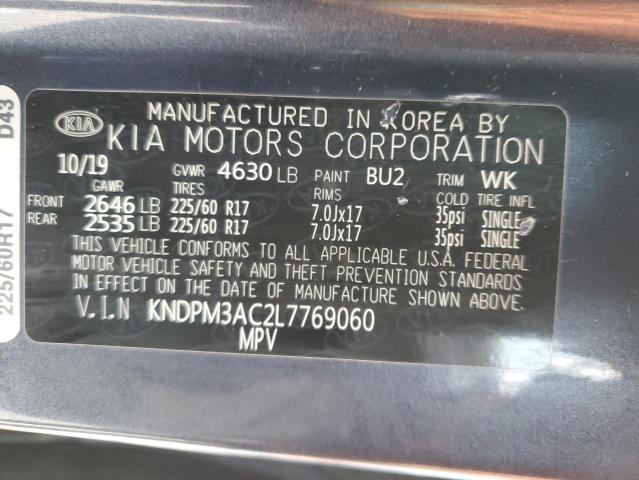 KIA
MANUFACTURED IN KOREA BY
KIA MOTORS CORPORATION
10/19 GVWR 4630 LB PAINT BU2 TRIM WK
GAWR TIRES RIMS COLD TIRE INFL
FRONT 2646 LB 225/60 R17 7.0Jx17 35psi SINGLE
REAR 2535 LB 225/60 R17 7.0Jx17 35psi SINGLE
THIS VEHICLE CONFORMS TO ALL APPLICABLE U.S.A. FEDERAL
MOTOR VEHICLE SAFETY AND THEFT PREVENTION STANDARDS
IN EFFECT ON THE DATE OF MANUFACTURE SHOWN ABOVE.
V.I.N KNDPM3AC2L7769060
MPV
225/60R17 D43